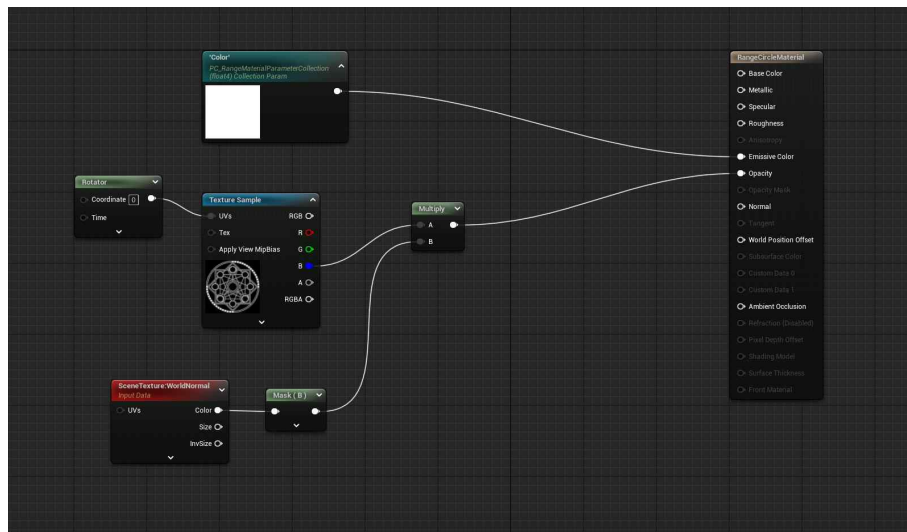 'Color'
PC_RangeMaterialParameterCollection
(float4) Collection Param
RangeCircleMaterial
Base Color
Metallic
Specular
Roughness
Anisotropy
Emissive Color
Opacity
Opacity Mask
Normal
Tangent
World Position Offset
Subsurface Color
Custom Data 0
Custom Data 1
Ambient Occlusion
Refraction (Disabled)
Pixel Depth Offset
Shading Model
Surface Thickness
Front Material
Rotator
Coordinate 0
Time
Texture Sample
UVs RGB
Tex R
Apply View MipBias G
B
A
RGBA
Multiply
A
B
SceneTexture:WorldNormal
Input Data
UVs Color
Size
InvSize
Mask ( B )